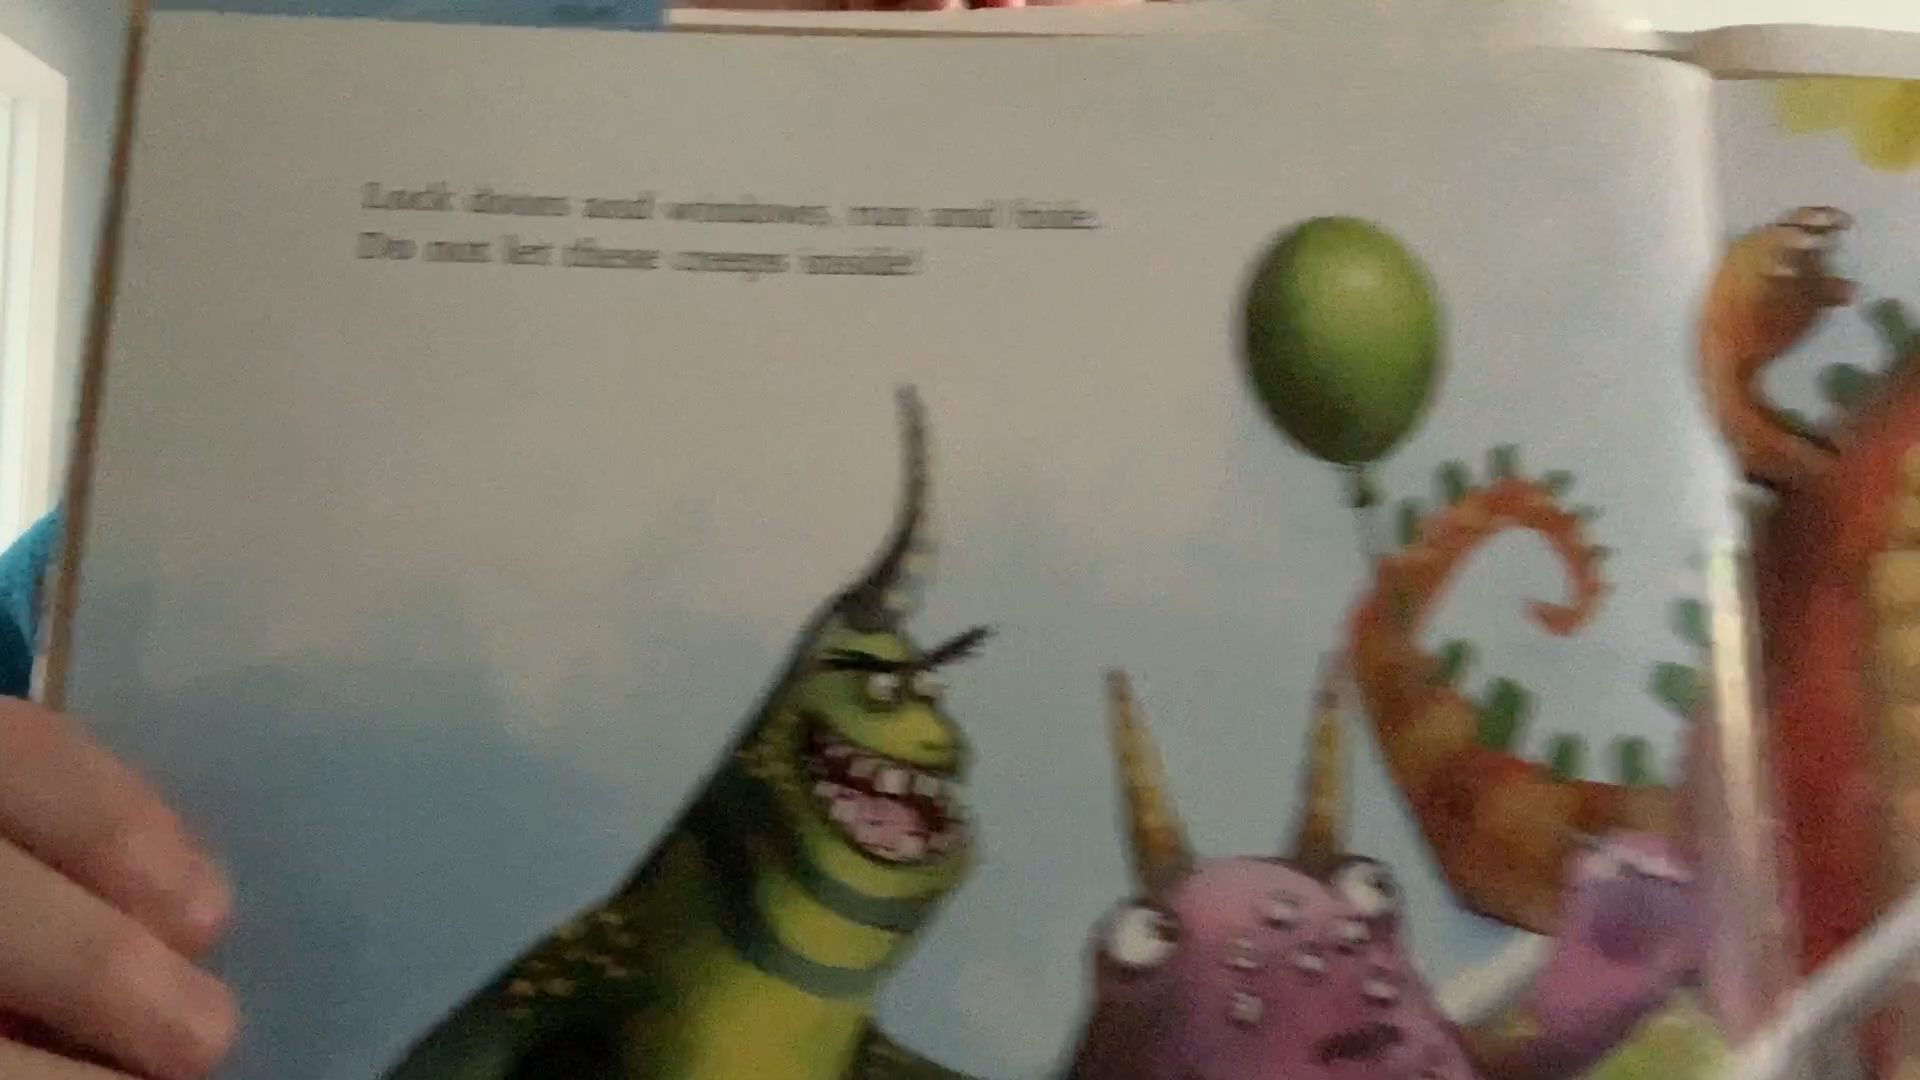 Lock doors and windows, run and hide.
Do not let these creeps inside!